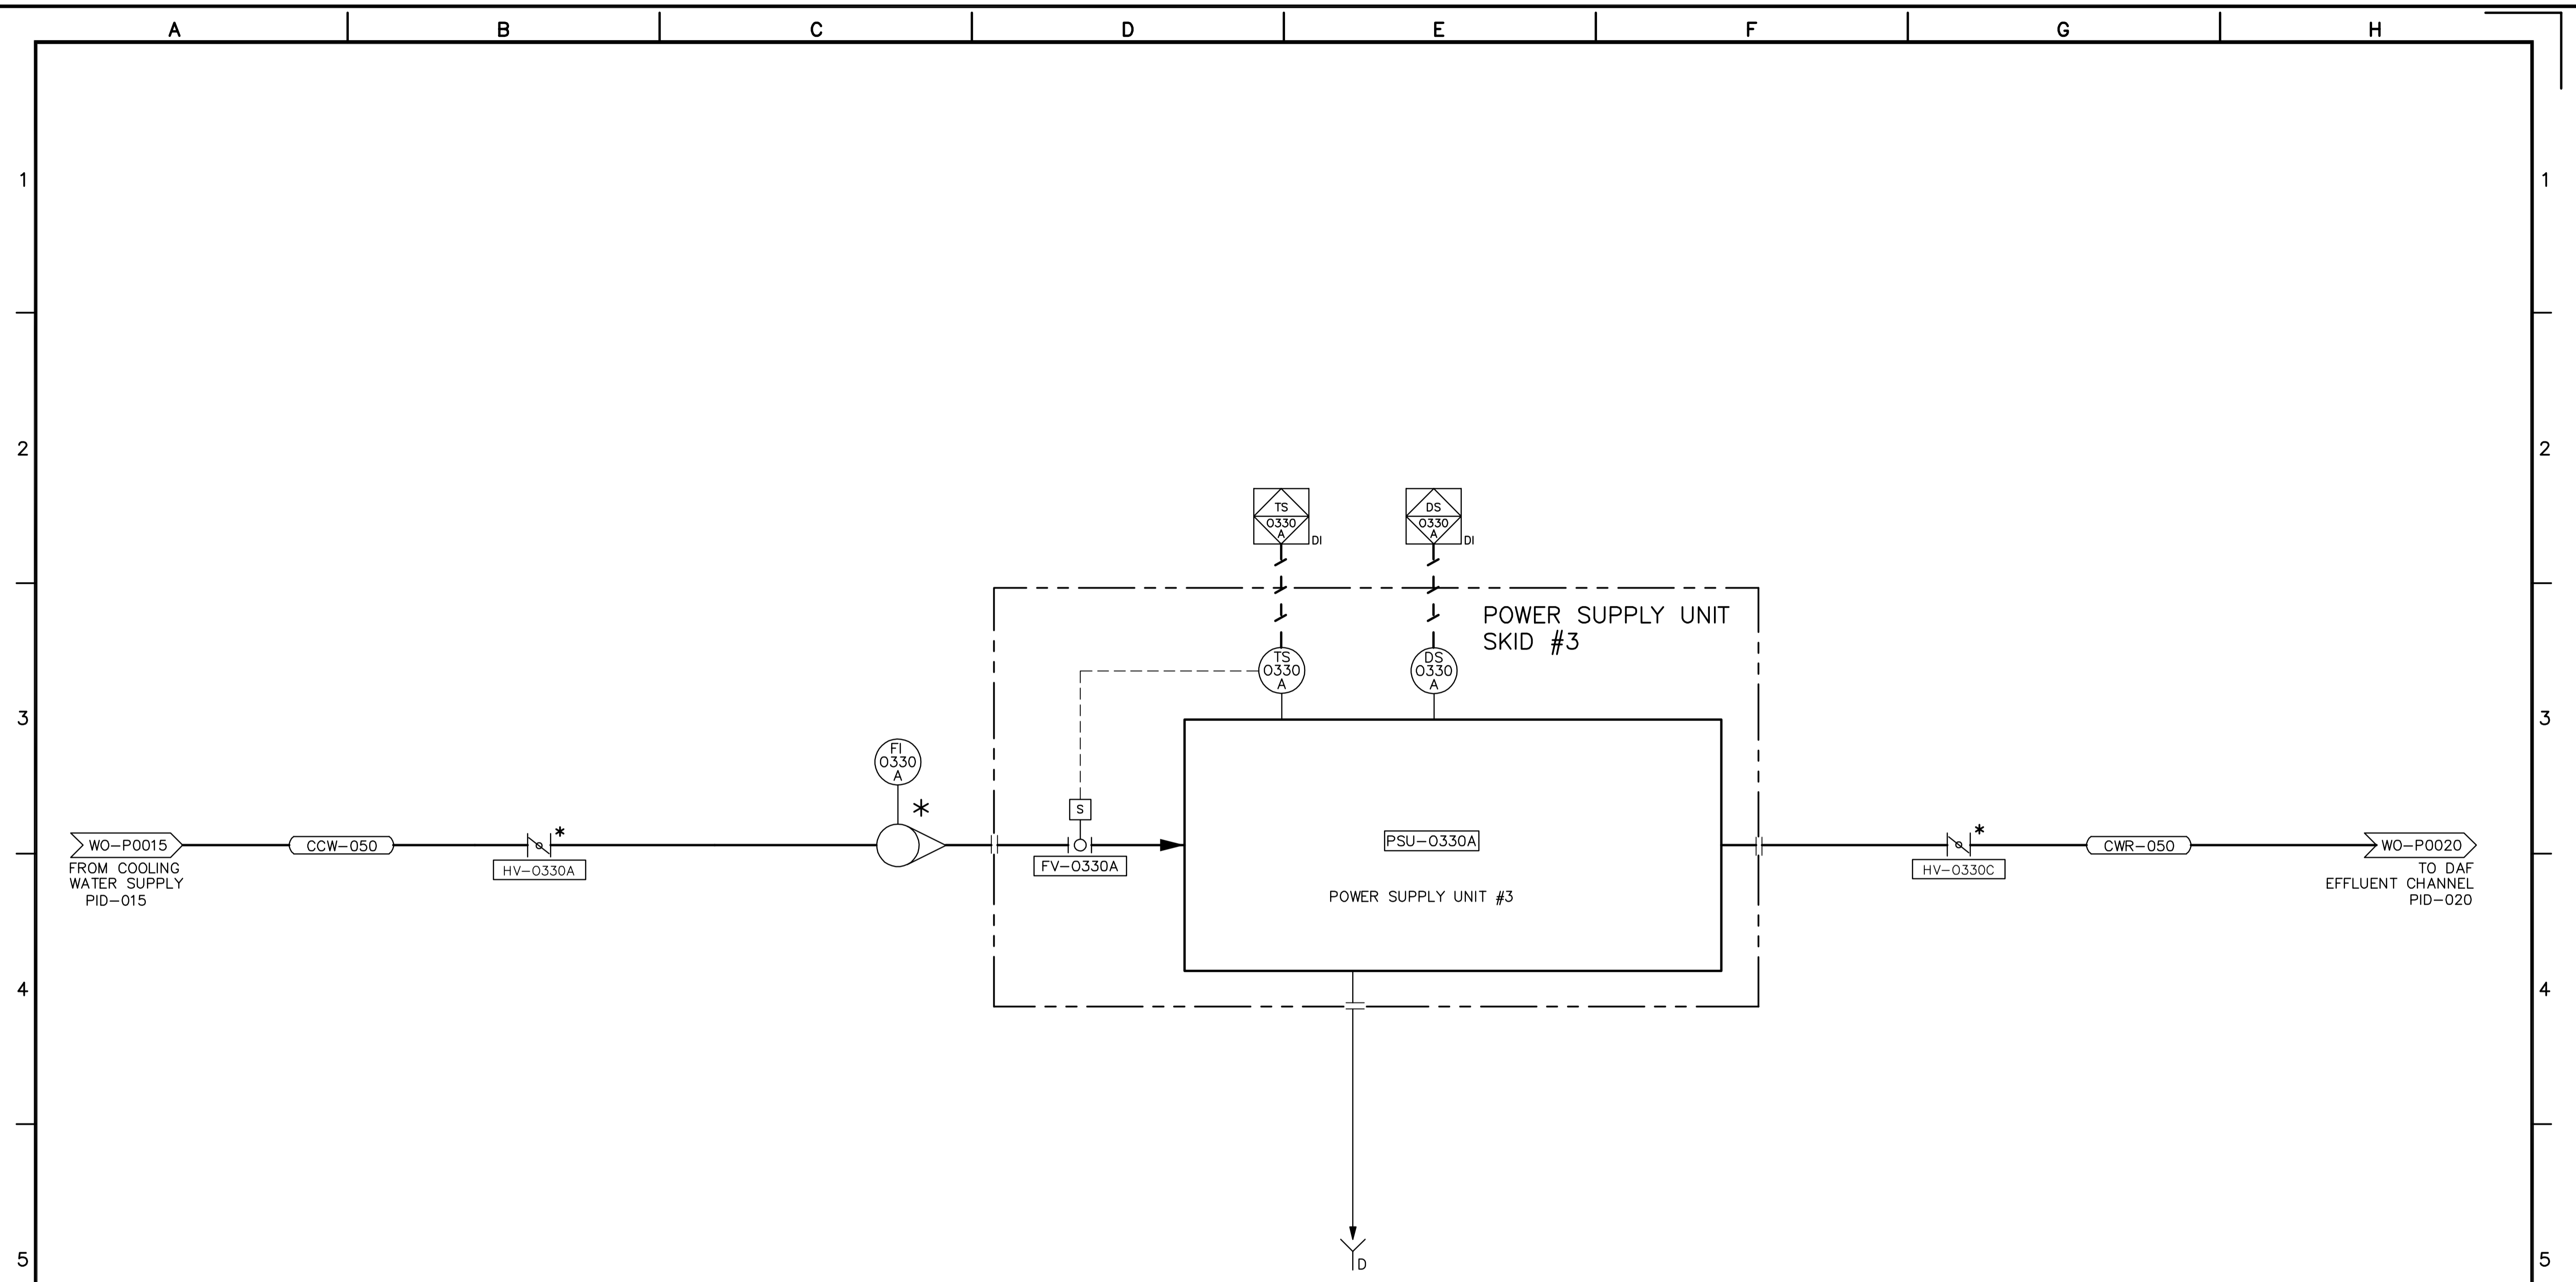 A B C D E F G H
1 1
2 2
TS
0330
A
DI
DS
0330
A
DI
POWER SUPPLY UNIT
SKID #3
TS
0330
A
DS
0330
A
3 3
FI
0330
A
*
S
WO-P0015
FROM COOLING
WATER SUPPLY
PID-015
CCW-050
*
HV-0330A
FV-0330A
PSU-0330A
POWER SUPPLY UNIT #3
*
HV-0330C
CWR-050
WO-P0020
TO DAF
EFFLUENT CHANNEL
PID-020
4 4
5 5
D